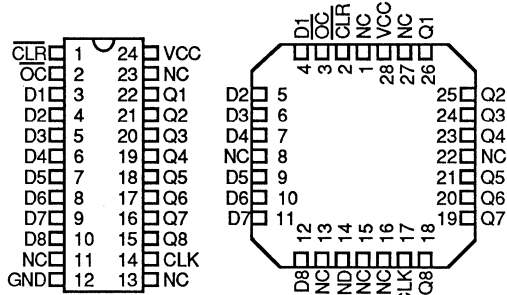 CLR 1 24 VCC
OC 2 23 NC
D1 3 22 Q1
D2 4 21 Q2
D3 5 20 Q3
D4 6 19 Q4
D5 7 18 Q5
D6 8 17 Q6
D7 9 16 Q7
D8 10 15 Q8
NC 11 14 CLK
GND 12 13 NC
D1 OC CLR NC VCC NC Q1
4 3 2 1 28 27 26
D2 5 25 Q2
D3 6 24 Q3
D4 7 23 Q4
NC 8 22 NC
D5 9 21 Q5
D6 10 20 Q6
D7 11 19 Q7
12 13 14 15 16 17 18
D8 NC ND NC NC CLK Q8